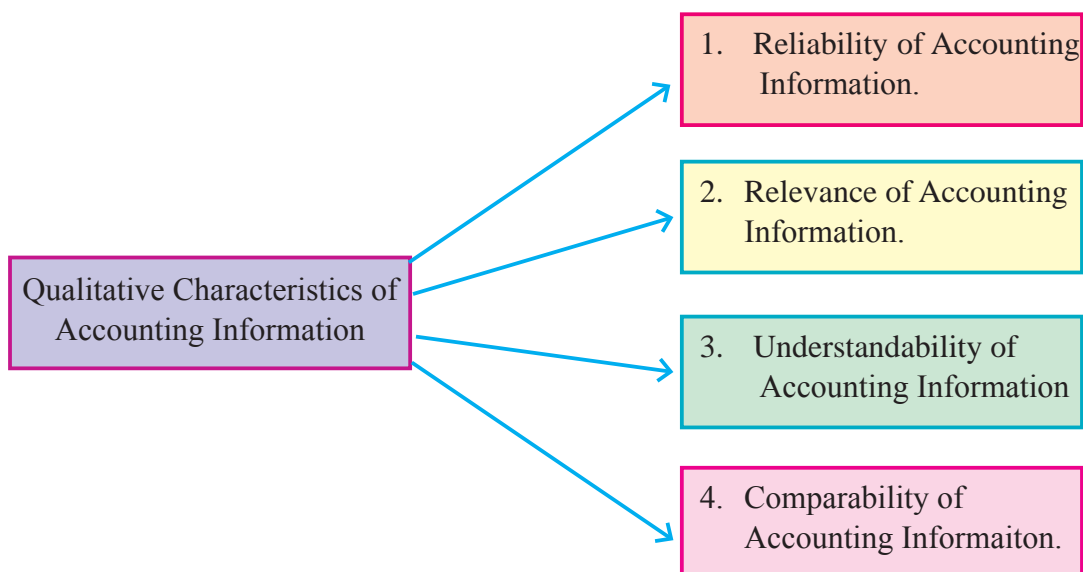 Qualitative Characteristics of
Accounting Information
1. Reliability of Accounting
Information.
2. Relevance of Accounting
Information.
3. Understandability of
Accounting Information
4. Comparability of
Accounting Informaiton.